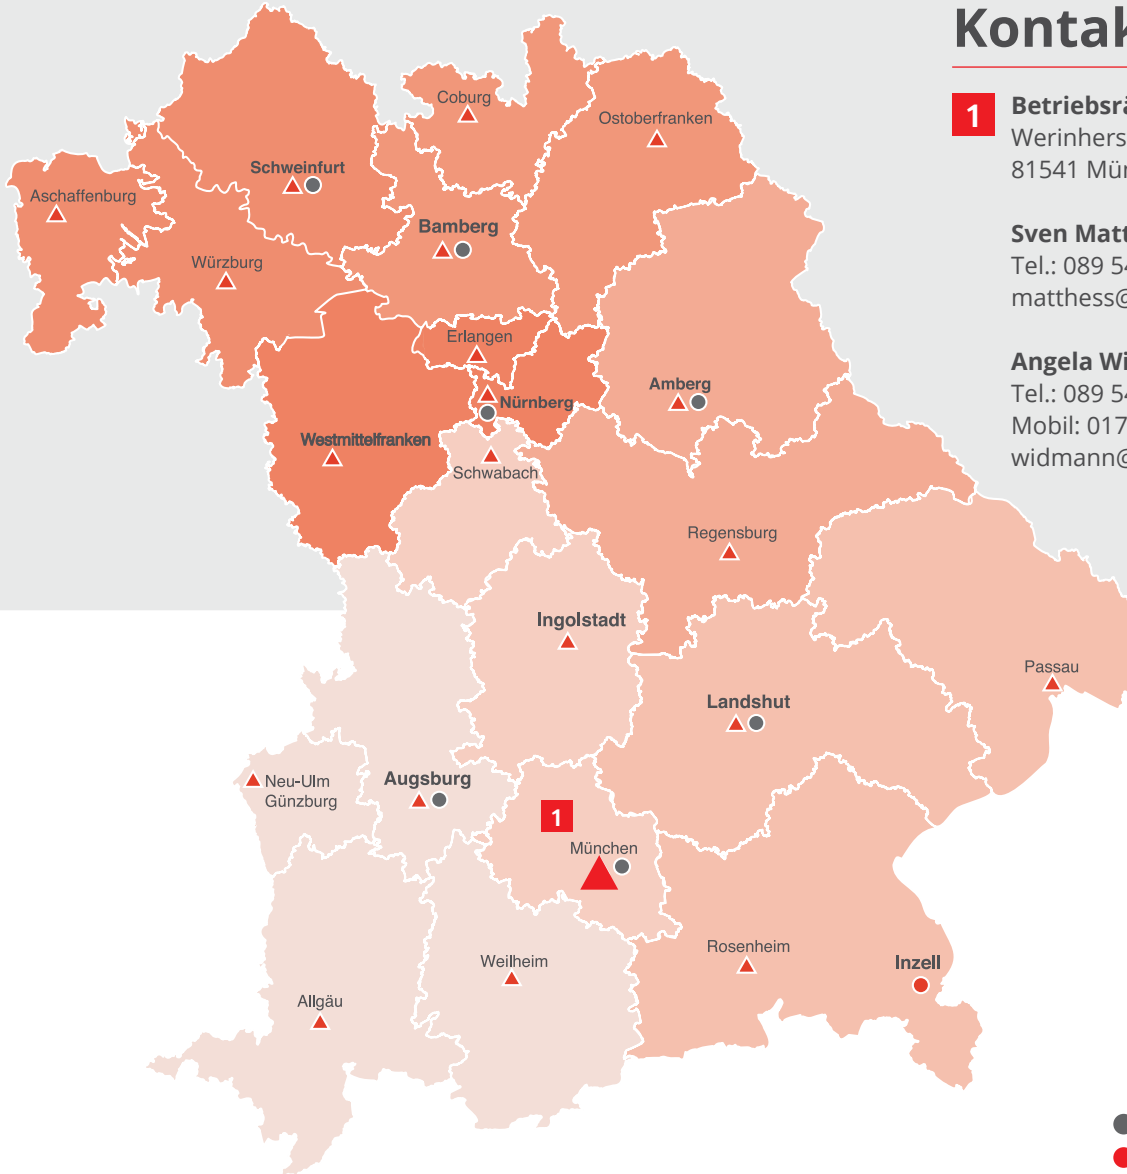 Kontak
1
Betriebsrä
Werinhers
81541 Mün
Sven Matt
Tel.: 089 54
matthess@
Angela Wi
Tel.: 089 54
Mobil: 017
widmann@
Coburg
Ostoberfranken
Schweinfurt
Aschaffenburg
Bamberg
Würzburg
Erlangen
Amberg
Nürnberg
Westmittelfranken
Schwabach
Regensburg
Ingolstadt
Passau
Landshut
Neu-Ulm
Günzburg
Augsburg
1
München
Rosenheim
Weilheim
Inzell
Allgäu